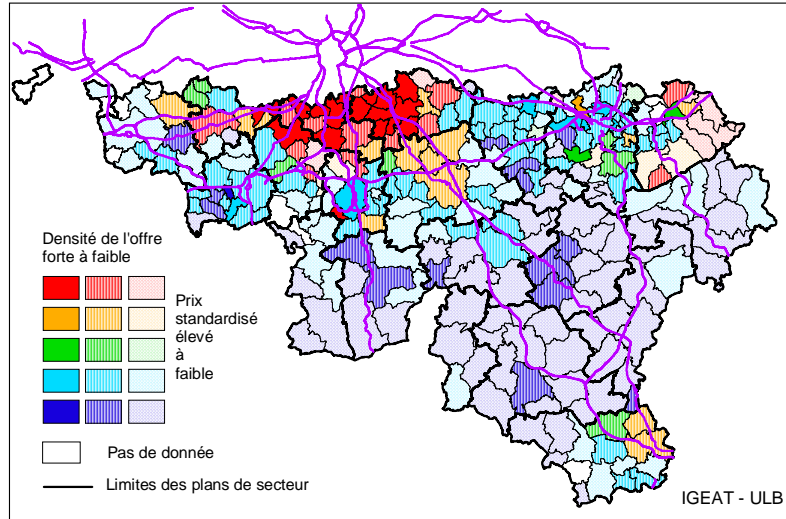 Densité de l'offre
forte à faible
Prix
standardisé
élevé
à
faible
Pas de donnée
Limites des plans de secteur
IGEAT - ULB